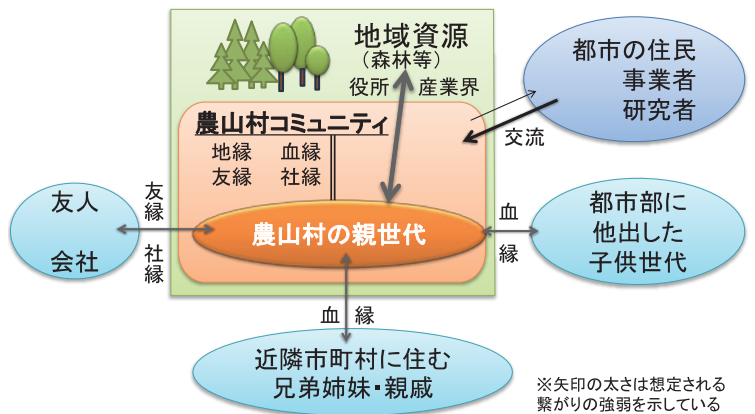 地域資源
（森林等）
役所 産業界
都市の住民
事業者
研究者
交流
農山村コミュニティ
地縁 血縁
友縁 社縁
友人
会社
友縁
社縁
農山村の親世代
血縁
都市部に
他出した
子供世代
血 縁
近隣市町村に住む
兄弟姉妹・親戚
※矢印の太さは想定される
繋がりの強弱を示している